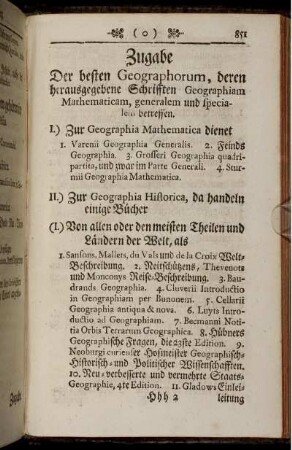 ( o ) 851
Zugabe
Der besten Geographorum, deren
herausgegebene Schrifften Geographiam
Mathematicam, generalem und specia-
lem betreffen.
I.) Zur Geographia Mathematica dienet
1. Varenii Geographia Generalis. 2. Feinds
Geographia. 3. Grosseri Geographia quadri-
partita, und zwar im Parte Generali. 4. Stur-
mii Geographia Mathematica.
II.) Zur Geographia Historica, da handeln
einige Bücher
(I.) Von allen oder den meisten Theilen und
Ländern der Welt, als
1. Sansons, Mallets, du Vals und de la Croix Welt-
Beschreibung. 2. Neitschützens, Thevenots
und Monconys Reise-Beschreibung. 3. Bau-
drands Geographia. 4. Cluverii Introductio
in Geographiam per Bunonem. 5. Cellarii
Geographia antiqua & nova. 6. Luyts Intro-
ductio ad Geographiam. 7. Becmanni Noti-
tia Orbis Terrarum Geographica. 8. Hübners
Geographische Fragen, die 23ste Edition. 9.
Neoburgi curieuser Hofmeister Geographisch-
Historisch- und Politischer Wissenschafften.
10. Neu-verbesserte und vermehrte Staats-
Geographie, 4te Edition. 11. Gladows Einlei-
Hhh 2 leitung